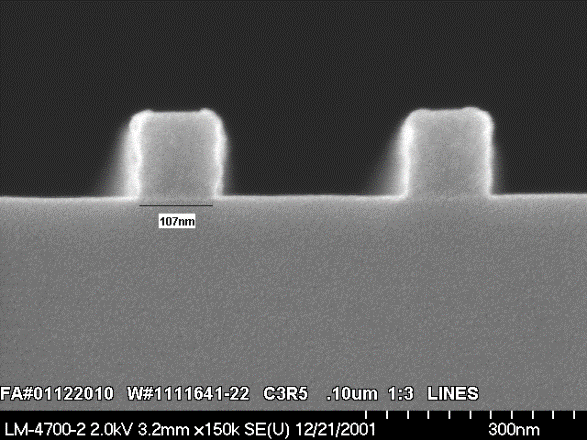 107nm
FA#01122010 W#1111641-22 C3R5 .10um 1:3 LINES
LM-4700-2 2.0kV 3.2mm x150k SE(U) 12/21/2001 300nm